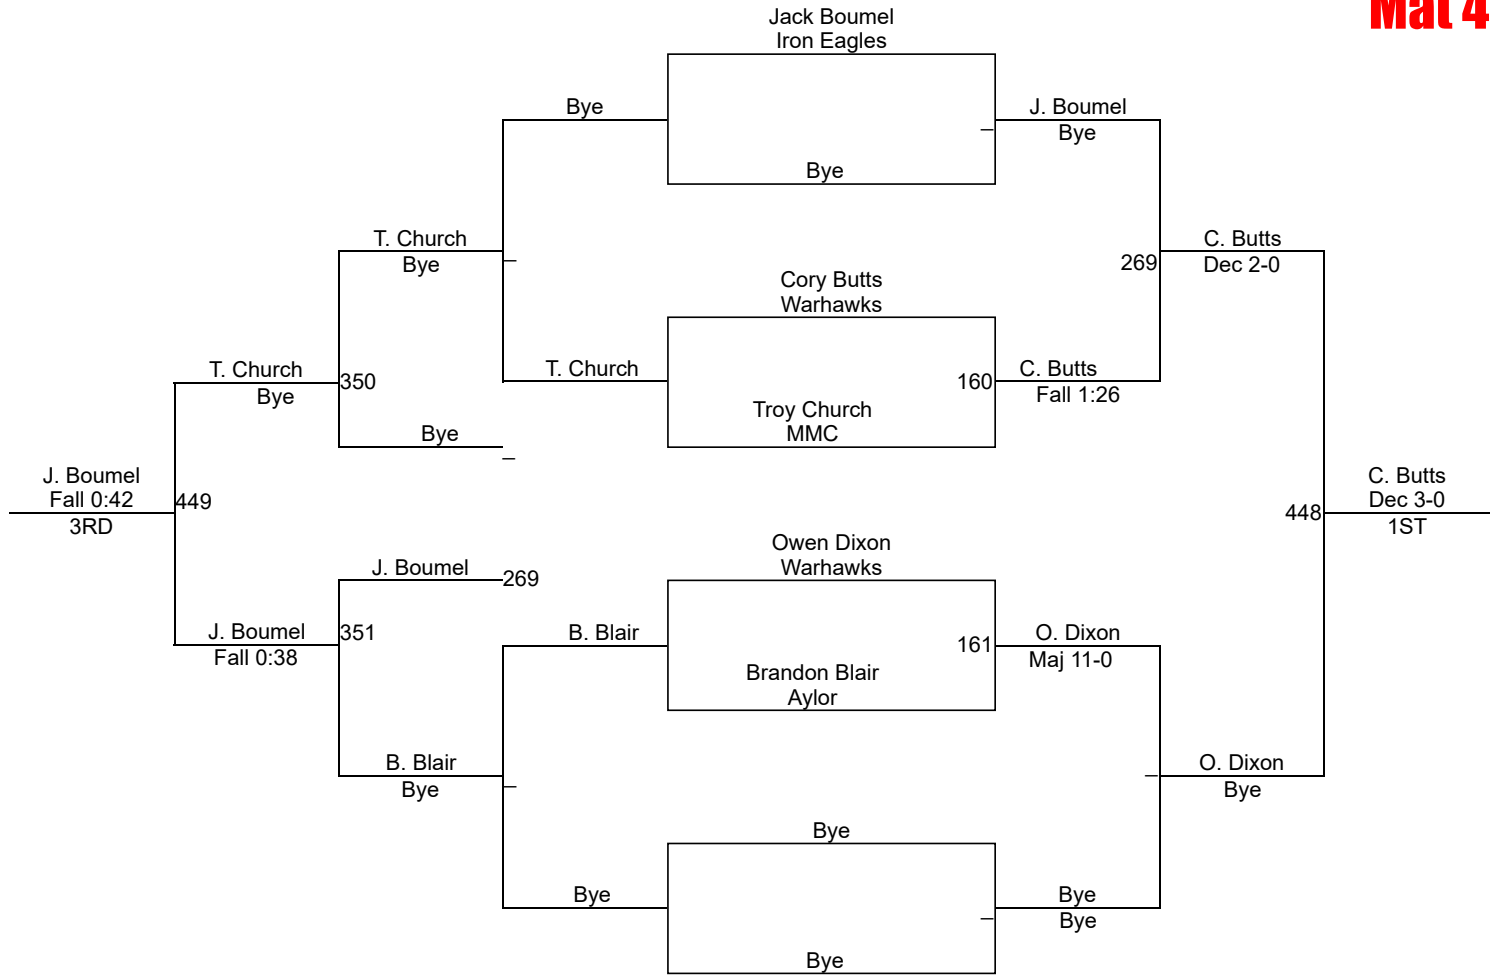 Mat 4
Jack Boumel
Iron Eagles
Bye
J. Boumel
Bye
Bye
T. Church
Bye
C. Butts
Dec 2-0
269
Cory Butts
Warhawks
T. Church
Bye
350
T. Church
160
C. Butts
Fall 1:26
Troy Church
MMC
Bye
J. Boumel
Fall 0:42
3RD
449
448
C. Butts
Dec 3-0
1ST
Owen Dixon
Warhawks
J. Boumel
269
J. Boumel
Fall 0:38
351
B. Blair
161
O. Dixon
Maj 11-0
Brandon Blair
Aylor
B. Blair
Bye
O. Dixon
Bye
Bye
Bye
Bye
Bye
Bye